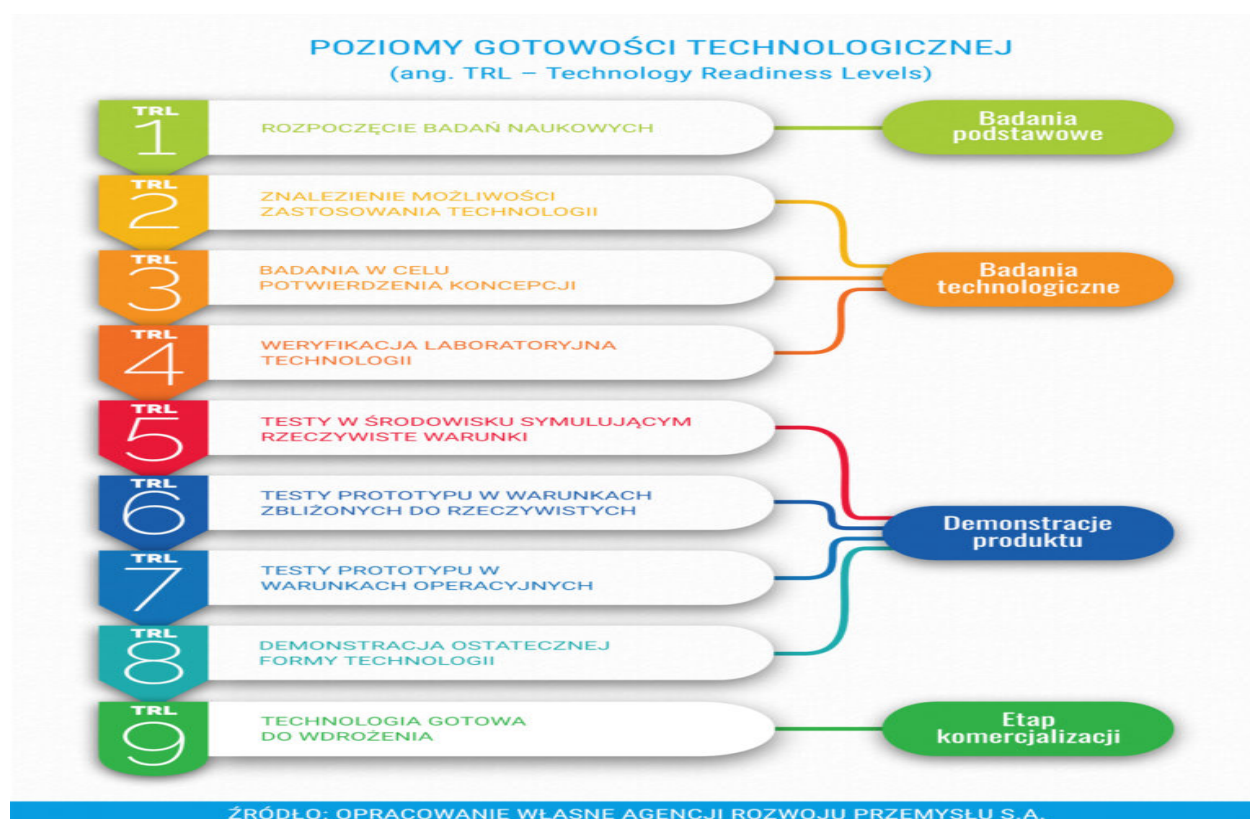 POZIOMY GOTOWOŚCI TECHNOLOGICZNEJ
(ang. TRL – Technology Readiness Levels)
TRL
1
ROZPOCZĘCIE BADAŃ NAUKOWYCH
Badania
podstawowe
TRL
2
ZNALEZIENIE MOŻLIWOŚCI
ZASTOSOWANIA TECHNOLOGII
TRL
3
BADANIA W CELU
POTWIERDZENIA KONCEPCJI
Badania
technologiczne
TRL
4
WERYFIKACJA LABORATORYJNA
TECHNOLOGII
TRL
5
TESTY W ŚRODOWISKU SYMULUJĄCYM
RZECZYWISTE WARUNKI
TRL
6
TESTY PROTOTYPU W WARUNKACH
ZBLIŻONYCH DO RZECZYWISTYCH
Demonstracje
produktu
TRL
7
TESTY PROTOTYPU W
WARUNKACH OPERACYJNYCH
TRL
8
DEMONSTRACJA OSTATECZNEJ
FORMY TECHNOLOGII
TRL
9
TECHNOLOGIA GOTOWA
DO WDROŻENIA
Etap
komercjalizacji
ŹRÓDŁO: OPRACOWANIE WŁASNE AGENCJI ROZWOJU PRZEMYSŁU S.A.